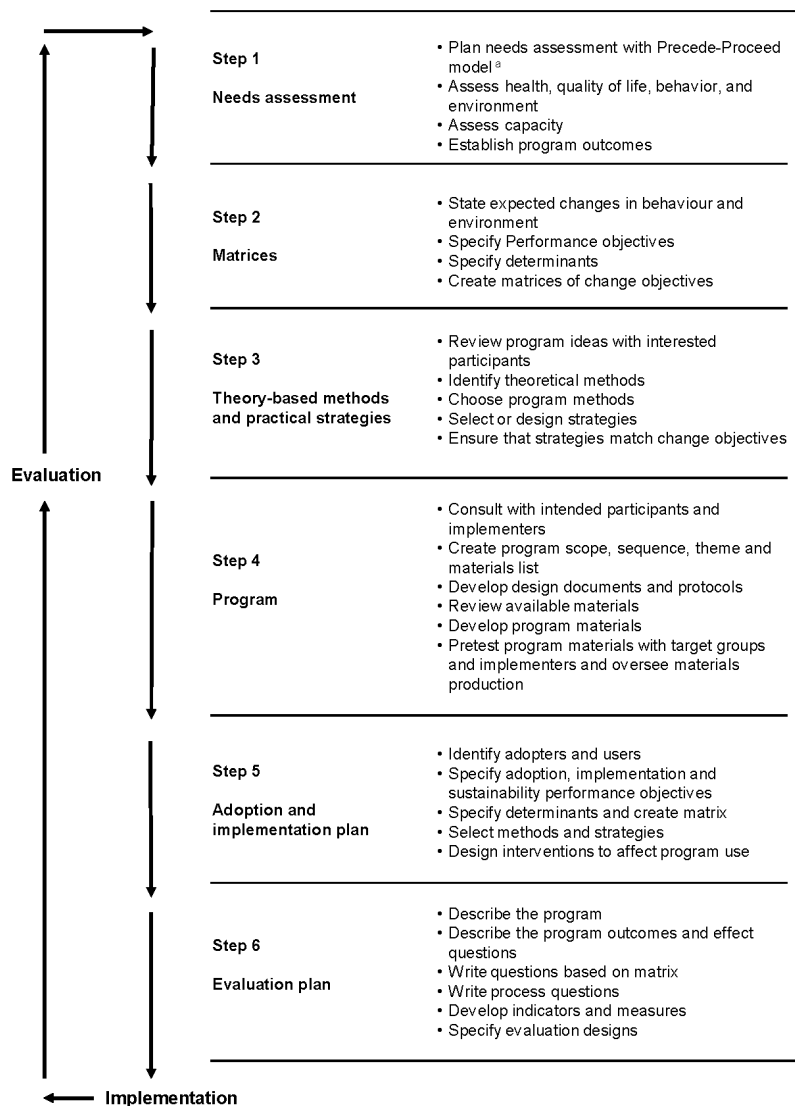 Step 1
Needs assessment
• Plan needs assessment with Precede-Proceed
model a
• Assess health, quality of life, behavior, and
environment
• Assess capacity
• Establish program outcomes
Step 2
Matrices
• State expected changes in behaviour and
environment
• Specify Performance objectives
• Specify determinants
• Create matrices of change objectives
Step 3
Theory-based methods
and practical strategies
• Review program ideas with interested
participants
• Identify theoretical methods
• Choose program methods
• Select or design strategies
• Ensure that strategies match change objectives
Evaluation
Step 4
Program
• Consult with intended participants and
implementers
• Create program scope, sequence, theme and
materials list
• Develop design documents and protocols
• Review available materials
• Develop program materials
• Pretest program materials with target groups
and implementers and oversee materials
production
Step 5
Adoption and
implementation plan
• Identify adopters and users
• Specify adoption, implementation and
sustainability performance objectives
• Specify determinants and create matrix
• Select methods and strategies
• Design interventions to affect program use
Step 6
Evaluation plan
• Describe the program
• Describe the program outcomes and effect
questions
• Write questions based on matrix
• Write process questions
• Develop indicators and measures
• Specify evaluation designs
Implementation